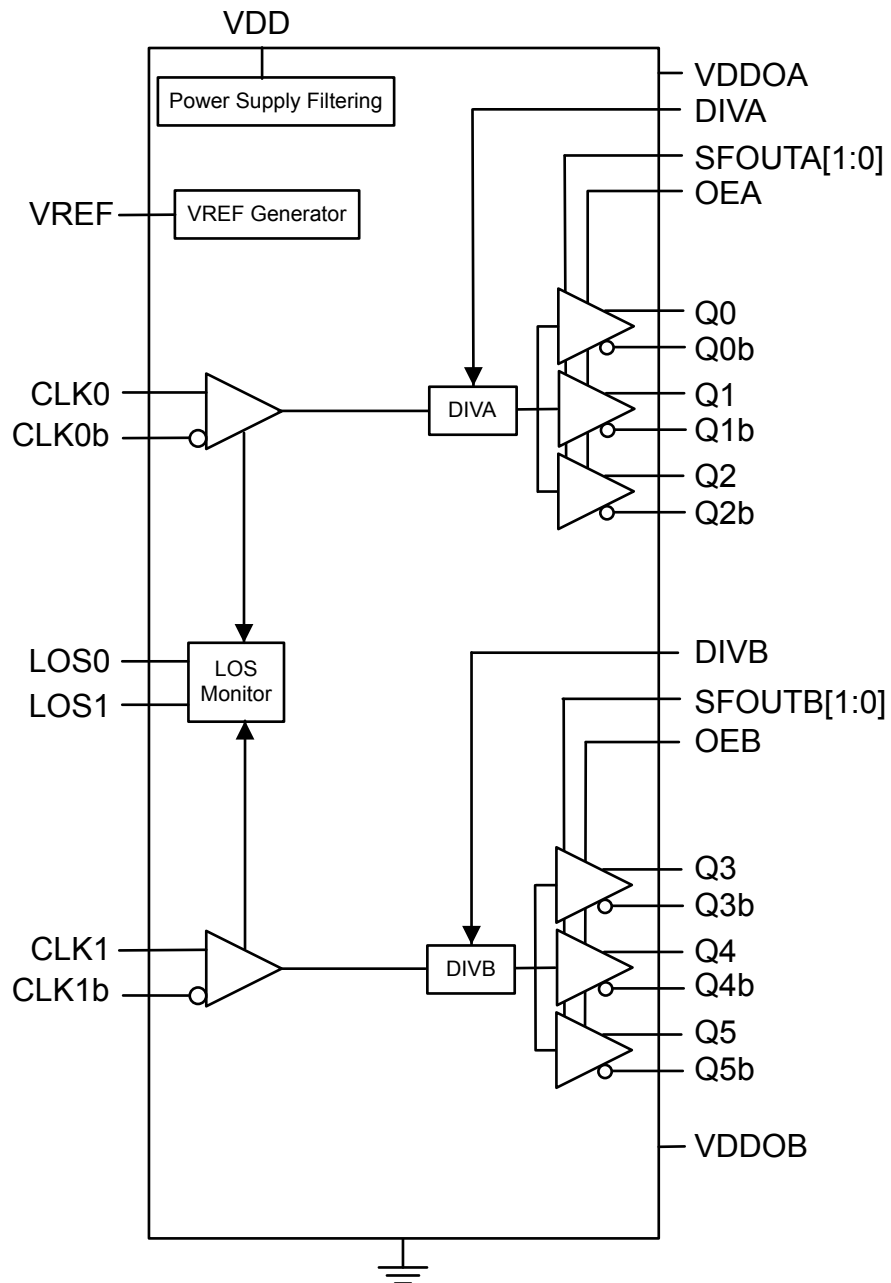 VDD
Power Supply Filtering
VDDOA
DIVA
SFOUTA[1:0]
OEA
VREF
VREF Generator
Q0
Q0b
CLK0
CLK0b
DIVA
Q1
Q1b
Q2
Q2b
LOS0
LOS1
LOS
Monitor
DIVB
SFOUTB[1:0]
OEB
Q3
Q3b
CLK1
CLK1b
DIVB
Q4
Q4b
Q5
Q5b
VDDOB